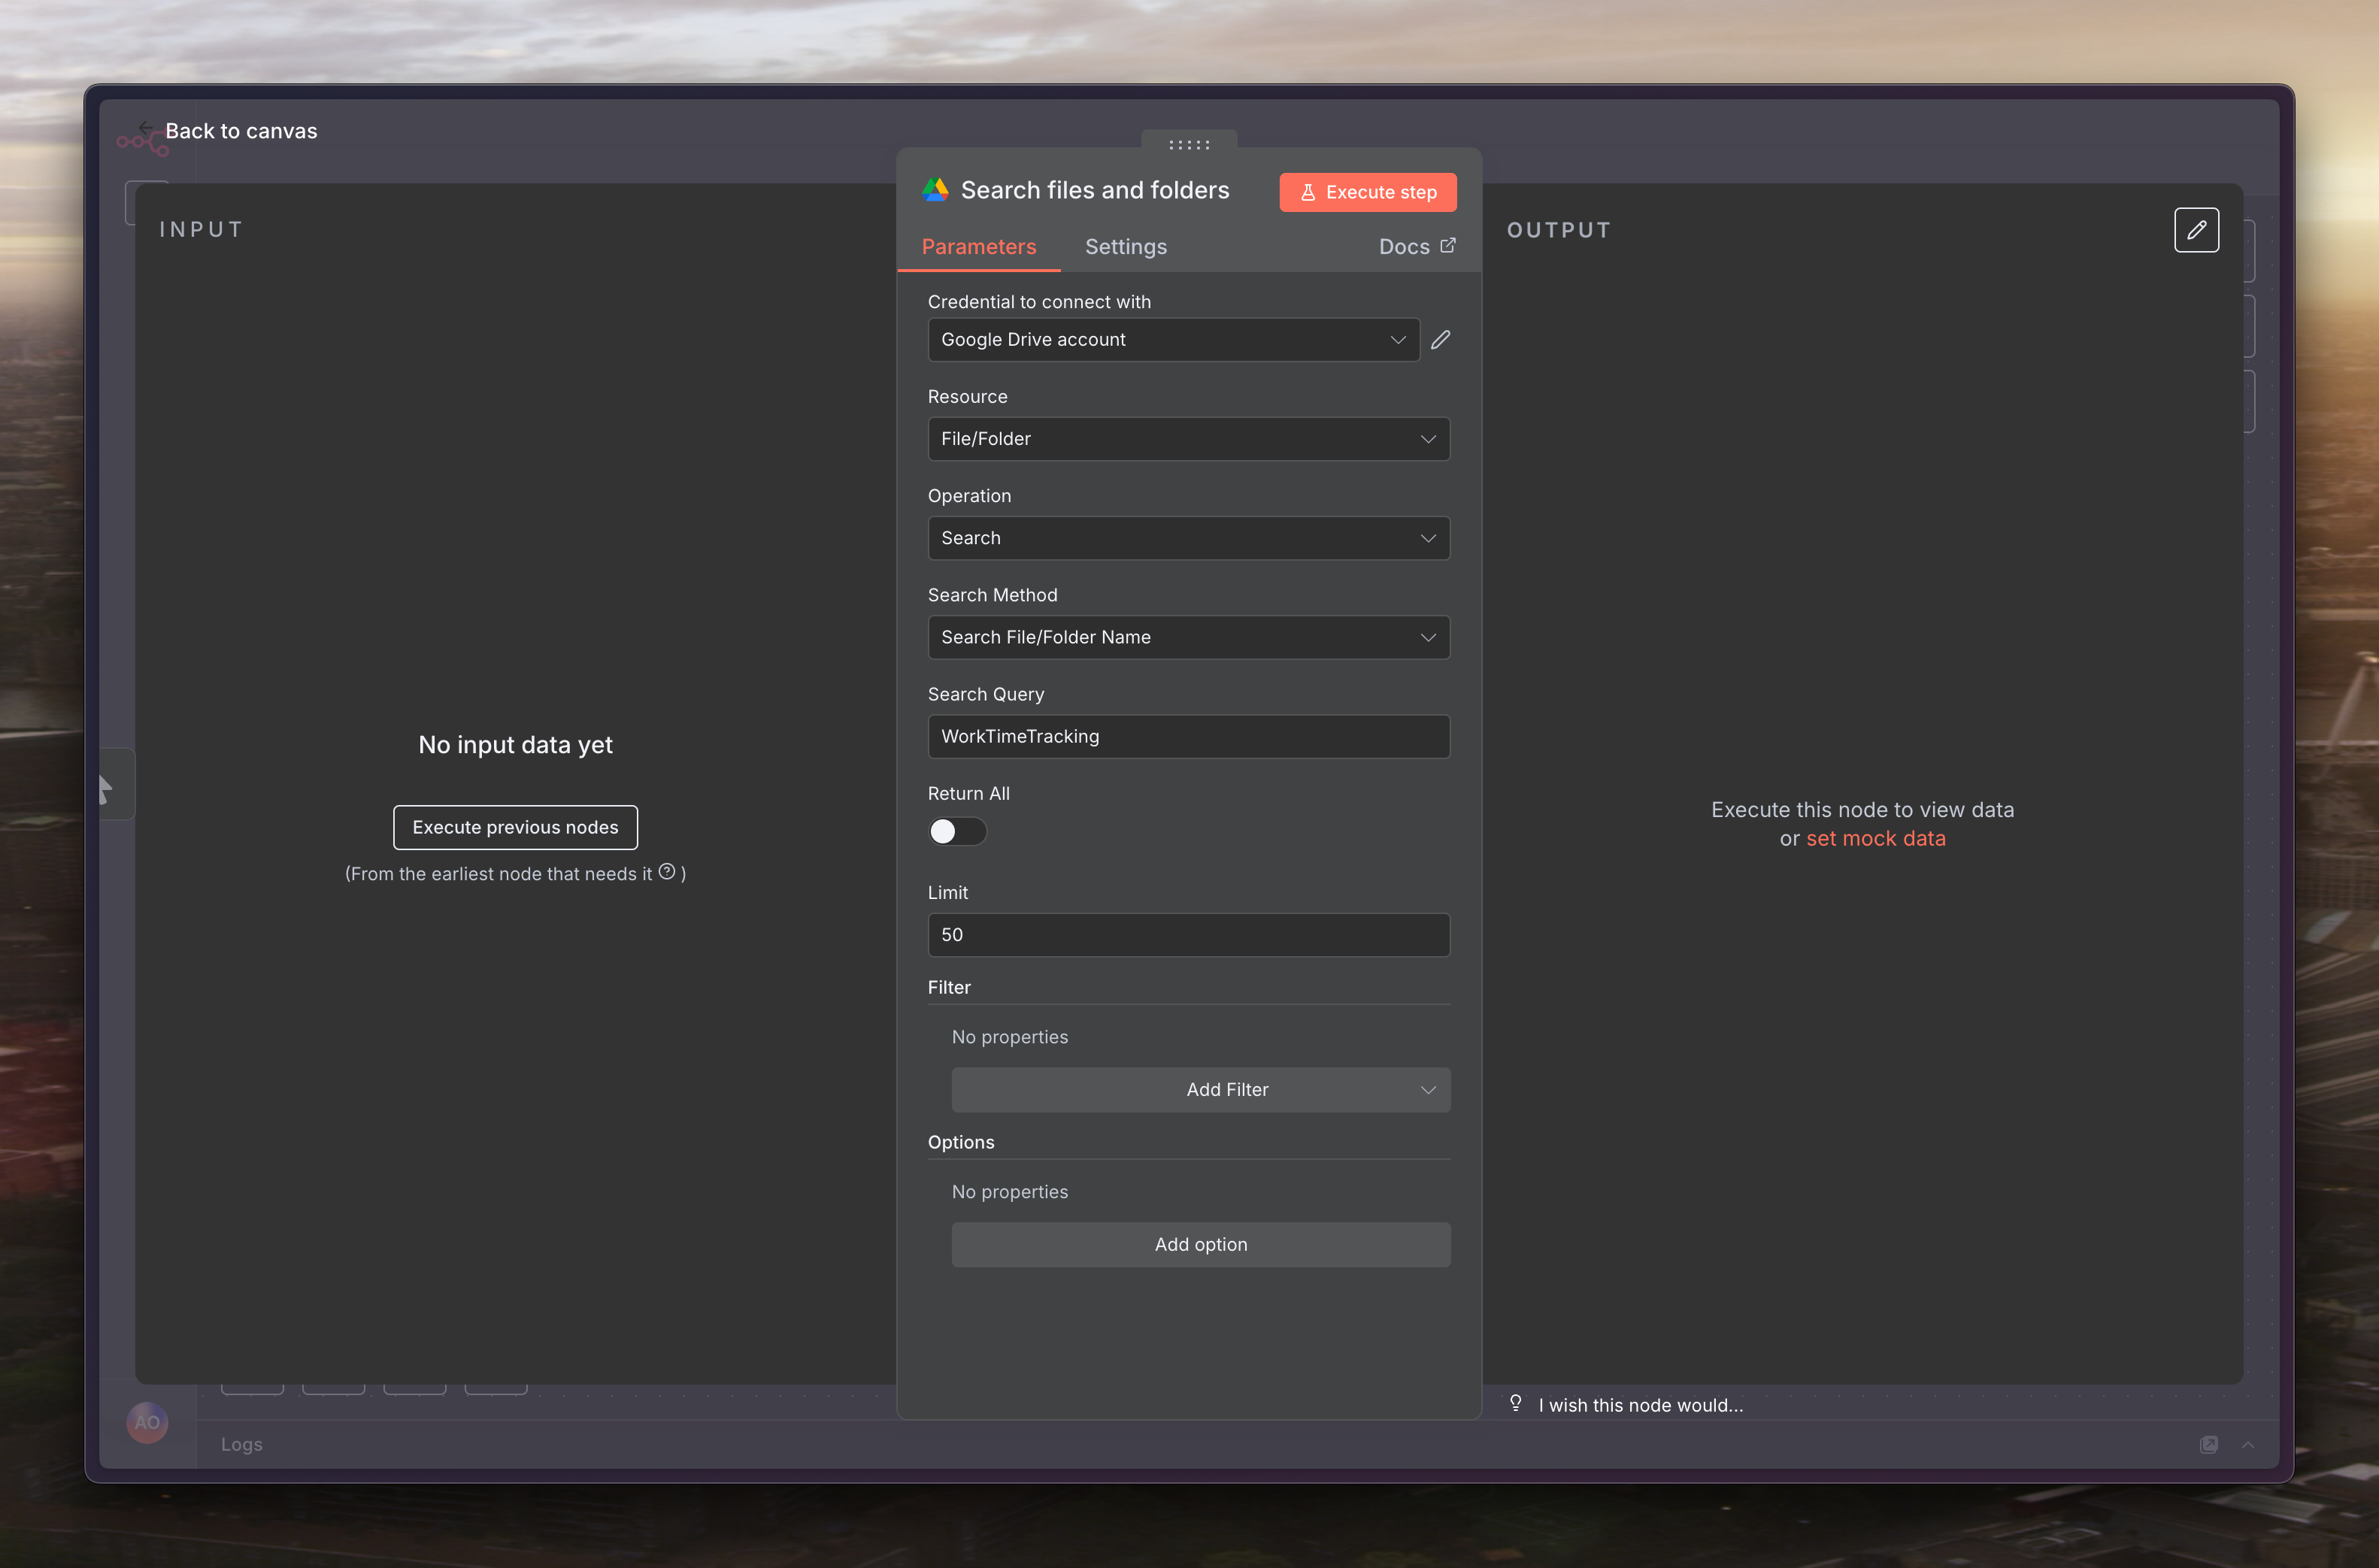 Back to canvas
INPUT
No input data yet
Execute previous nodes
(From the earliest node that needs it ? )
Search files and folders
Execute step
Parameters
Settings
Docs
Credential to connect with
Google Drive account
Resource
File/Folder
Operation
Search
Search Method
Search File/Folder Name
Search Query
WorkTimeTracking
Return All
Limit
50
Filter
No properties
Add Filter
Options
No properties
Add option
OUTPUT
Execute this node to view data
or set mock data
I wish this node would...
AO
Logs